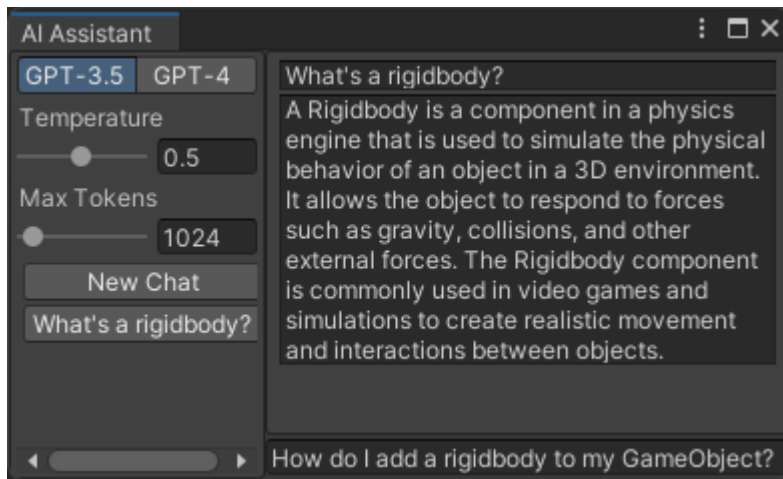 AI Assistant
GPT-3.5 GPT-4
Temperature
0.5
Max Tokens
1024
New Chat
What's a rigidbody?
What's a rigidbody?
A Rigidbody is a component in a physics
engine that is used to simulate the physical
behavior of an object in a 3D environment.
It allows the object to respond to forces
such as gravity, collisions, and other
external forces. The Rigidbody component
is commonly used in video games and
simulations to create realistic movement
and interactions between objects.
How do I add a rigidbody to my GameObject?